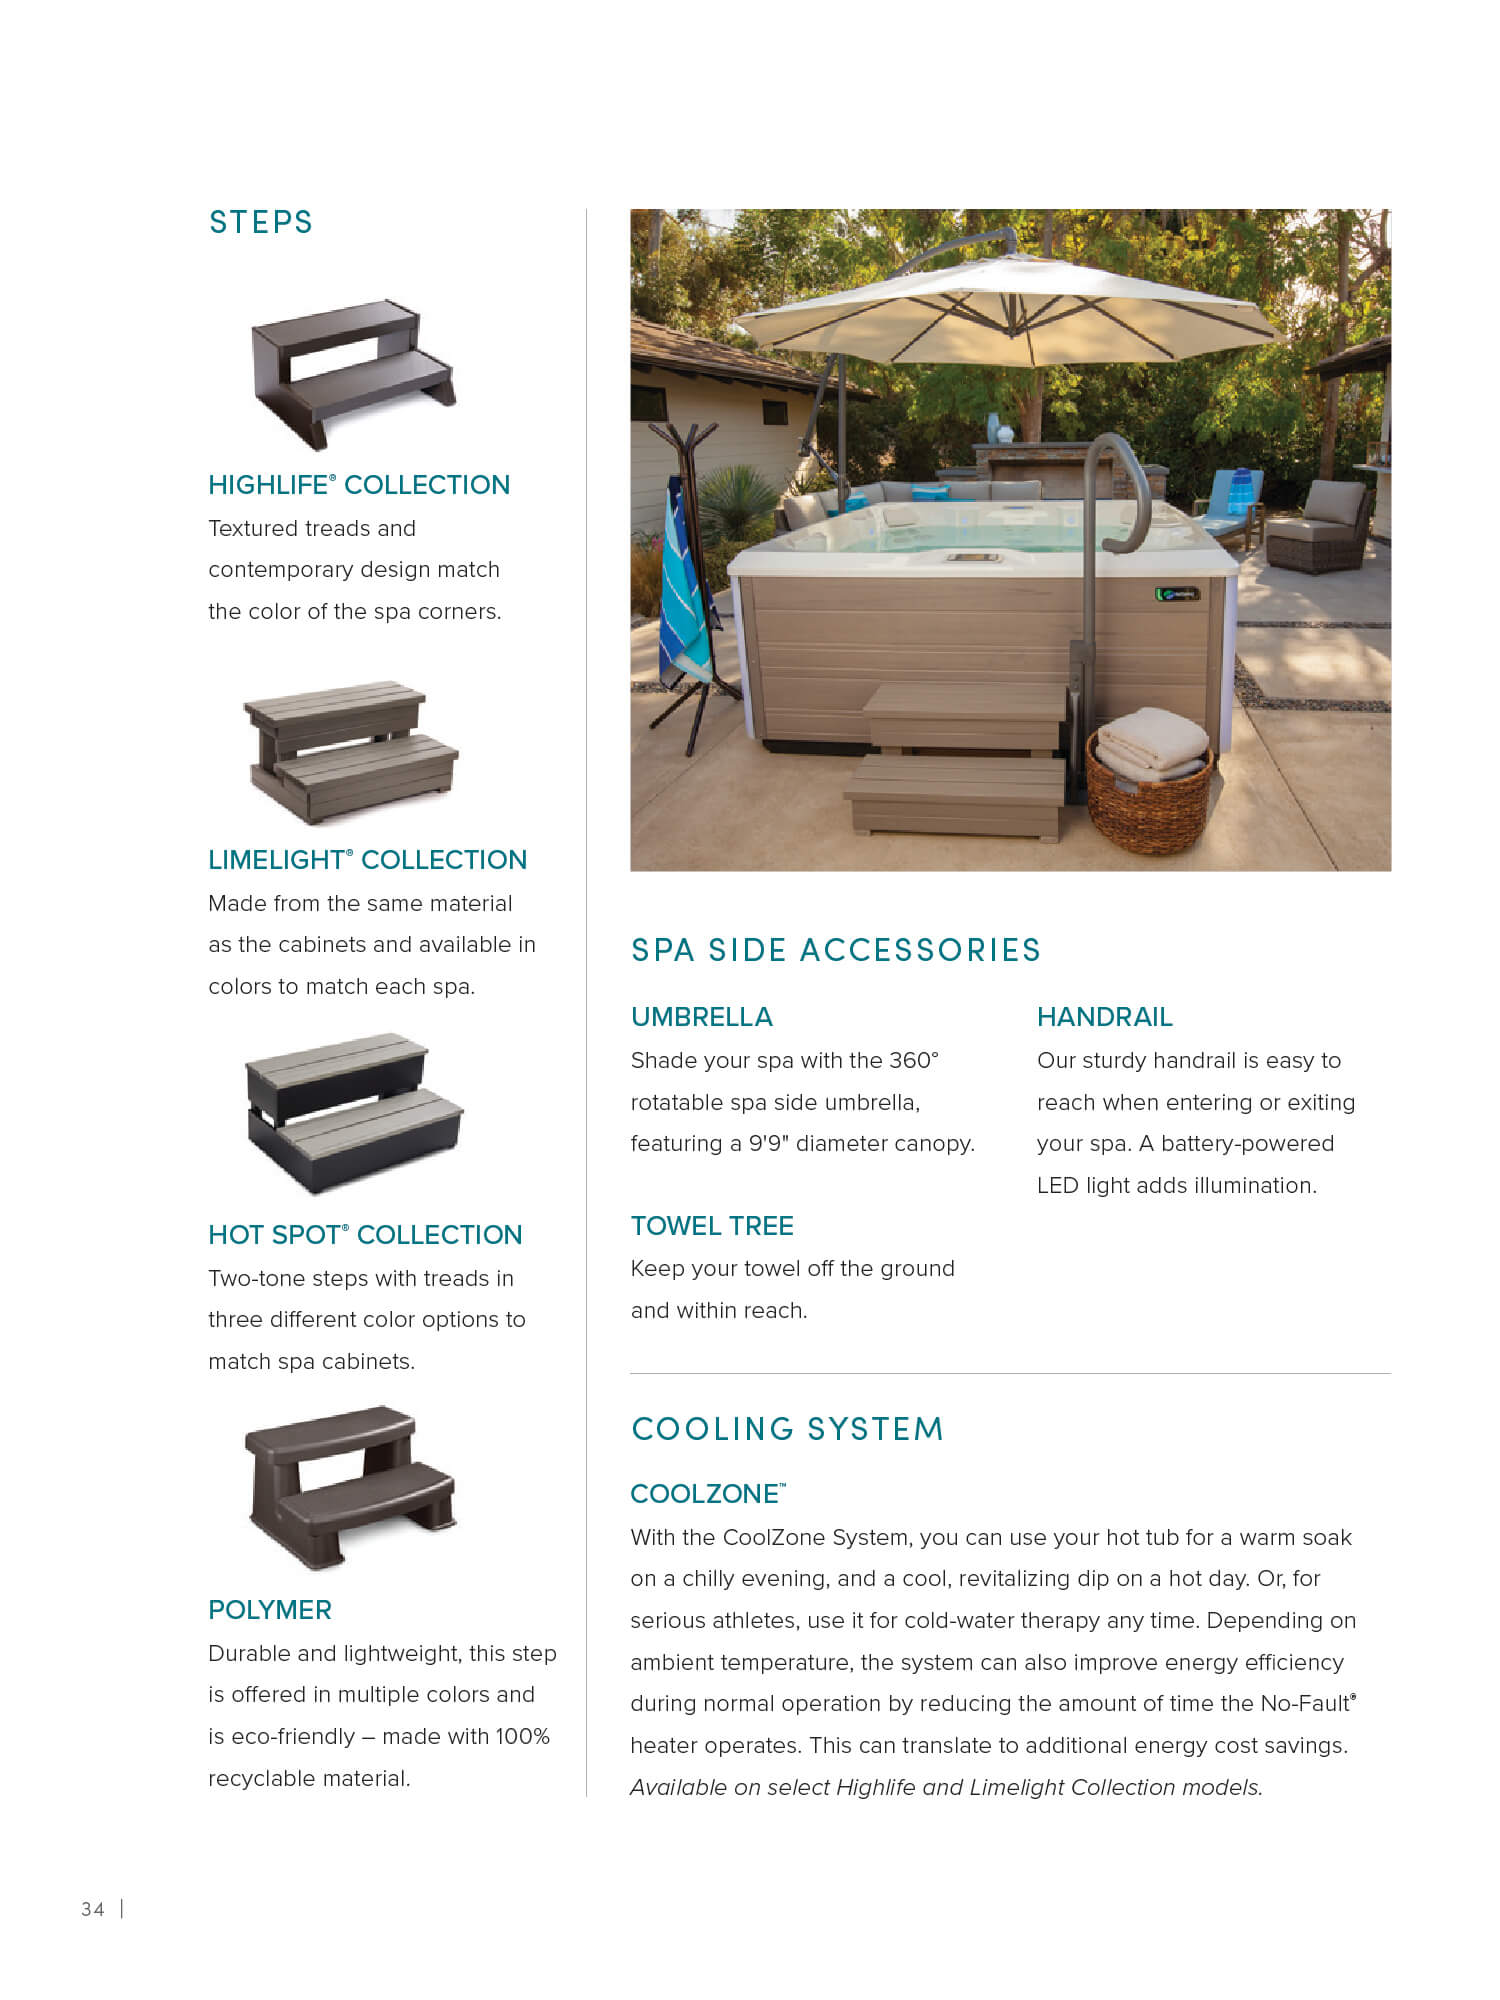 STEPS
HIGHLIFE® COLLECTION
Textured treads and
contemporary design match
the color of the spa corners.
LIMELIGHT® COLLECTION
Made from the same material
as the cabinets and available in
colors to match each spa.
HOT SPOT® COLLECTION
Two-tone steps with treads in
three different color options to
match spa cabinets.
POLYMER
Durable and lightweight, this step
is offered in multiple colors and
is eco-friendly – made with 100%
recyclable material.
SPA SIDE ACCESSORIES
UMBRELLA
Shade your spa with the 360°
rotatable spa side umbrella,
featuring a 9'9" diameter canopy.
TOWEL TREE
Keep your towel off the ground
and within reach.
HANDRAIL
Our sturdy handrail is easy to
reach when entering or exiting
your spa. A battery-powered
LED light adds illumination.
COOLING SYSTEM
COOLZONE™
With the CoolZone System, you can use your hot tub for a warm soak
on a chilly evening, and a cool, revitalizing dip on a hot day. Or, for
serious athletes, use it for cold-water therapy any time. Depending on
ambient temperature, the system can also improve energy efficiency
during normal operation by reducing the amount of time the No-Fault®
heater operates. This can translate to additional energy cost savings.
Available on select Highlife and Limelight Collection models.
34 |